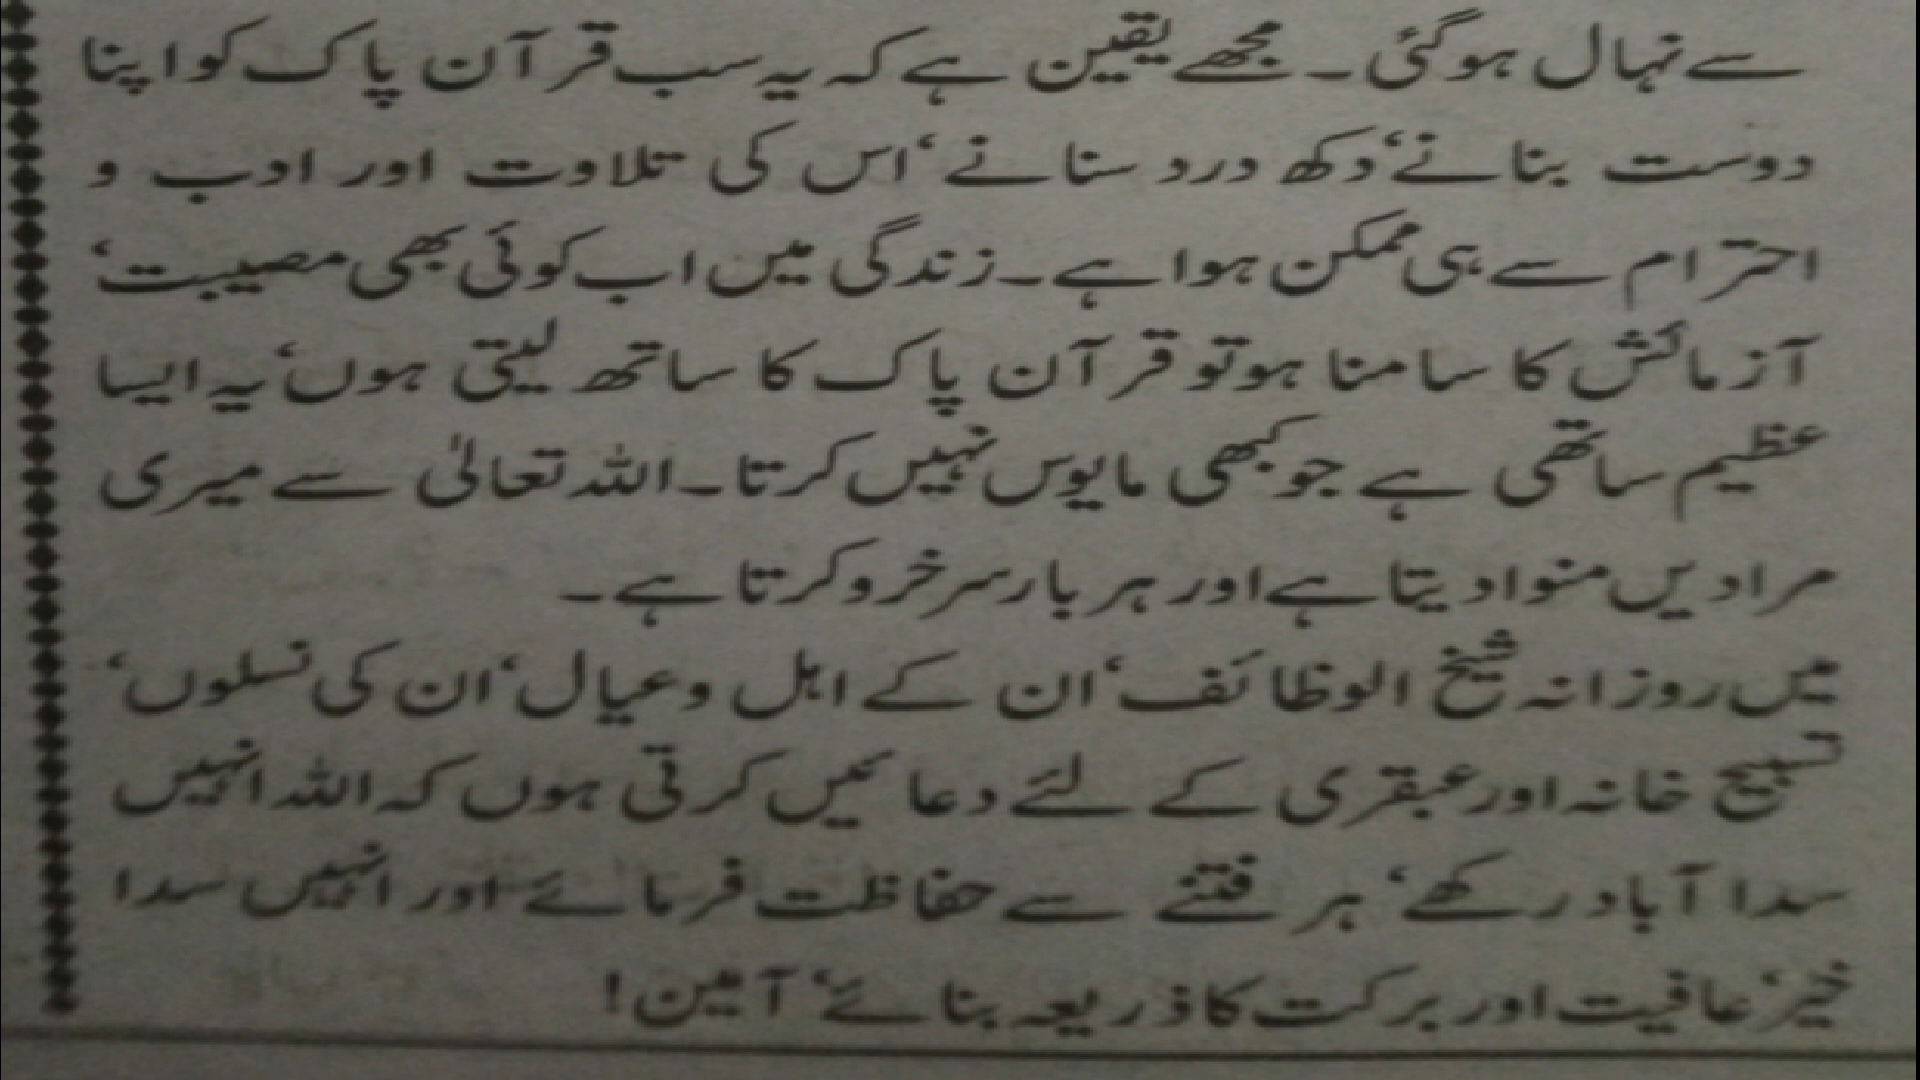 سے نہال ہوگئی۔ مجھے یقین ہے کہ یہ سب قرآن پاک کو اپنا
دوست بنانے‘ دکھ درد سنانے‘ اس کی تلاوت اور ادب و
احترام سے ہی ممکن ہوا ہے۔ زندگی میں اب کوئی بھی مصیبت‘
آزمائش کا سامنا ہو تو قرآن پاک کا ساتھ لیتی ہوں‘ یہ ایسا
عظیم ساتھی ہے جو کبھی مایوس نہیں کرتا۔ اللہ تعالیٰ سے میری
مرادیں منوا دیتا ہے اور ہر بار سرخرو کرتا ہے۔
میں روزانہ شیخ الوظائف‘ ان کے اہل و عیال‘ ان کی نسلوں‘
تسبیح خانہ اور عبقری کے لئے دعائیں کرتی ہوں کہ اللہ انہیں
سدا آباد رکھے‘ ہر فتنے سے حفاظت فرمائے اور انہیں سدا
خیر‘ عافیت اور برکت کا ذریعہ بنائے‘ آمین!